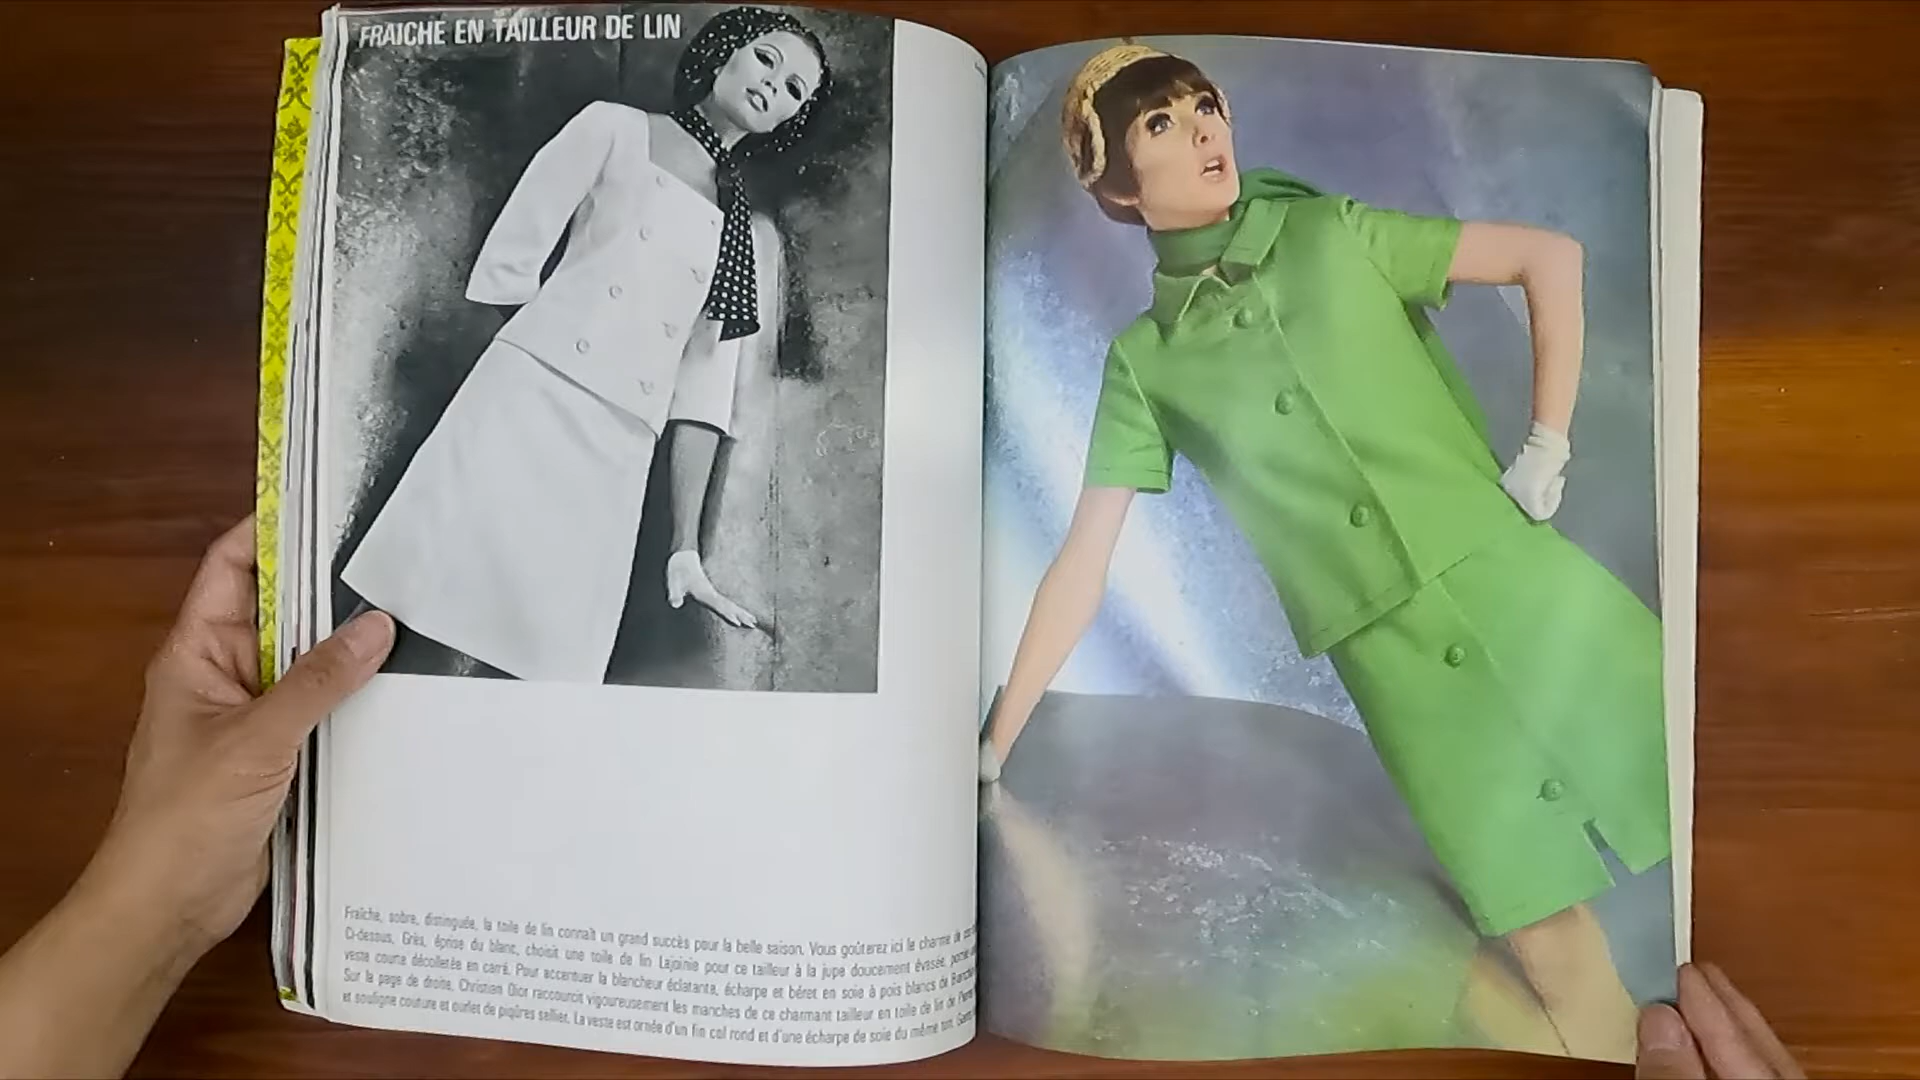 FRAICHE EN TAILLEUR DE LIN
Fraîche, sobre, distinguée, la toile de lin connaît un grand succès pour la belle saison. Vous goûterez ici le charme de
Ci-dessus, Grès, éprise du blanc, choisit une toile de lin Lajoinie pour ce tailleur à la jupe doucement évasée,
veste courte décolletée en carré. Pour accentuer la blancheur éclatante, écharpe et béret en soie à pois blancs de
Sur la page de droite, Christian Dior raccourcit vigoureusement les manches de ce charmant tailleur en toile de lin de
et souligne couture et ourlet de piqûres sellier. La veste est ornée d'un fin col rond et d'une écharpe de soie du même ton.